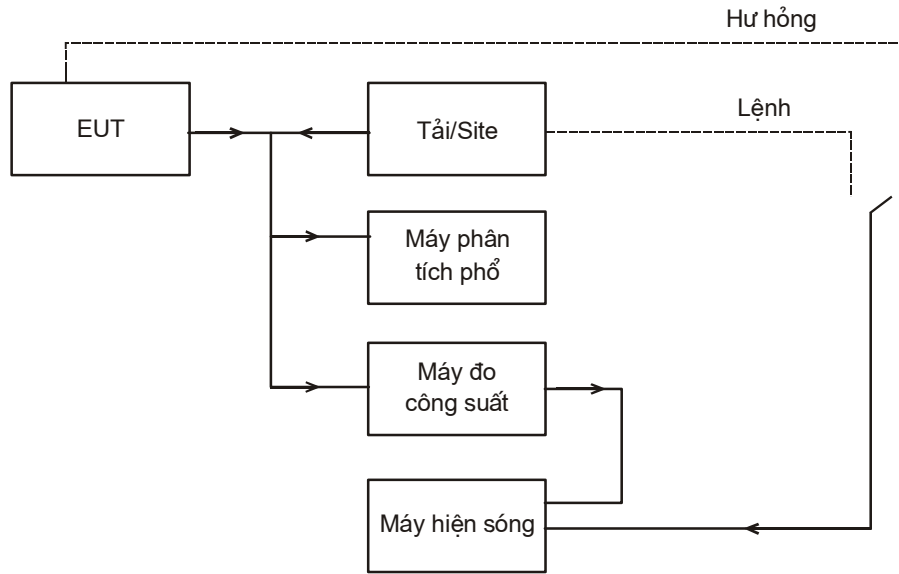 Hư hỏng
EUT
Tải/Site
Lệnh
Máy phân
tích phổ
Máy đo
công suất
Máy hiện sóng